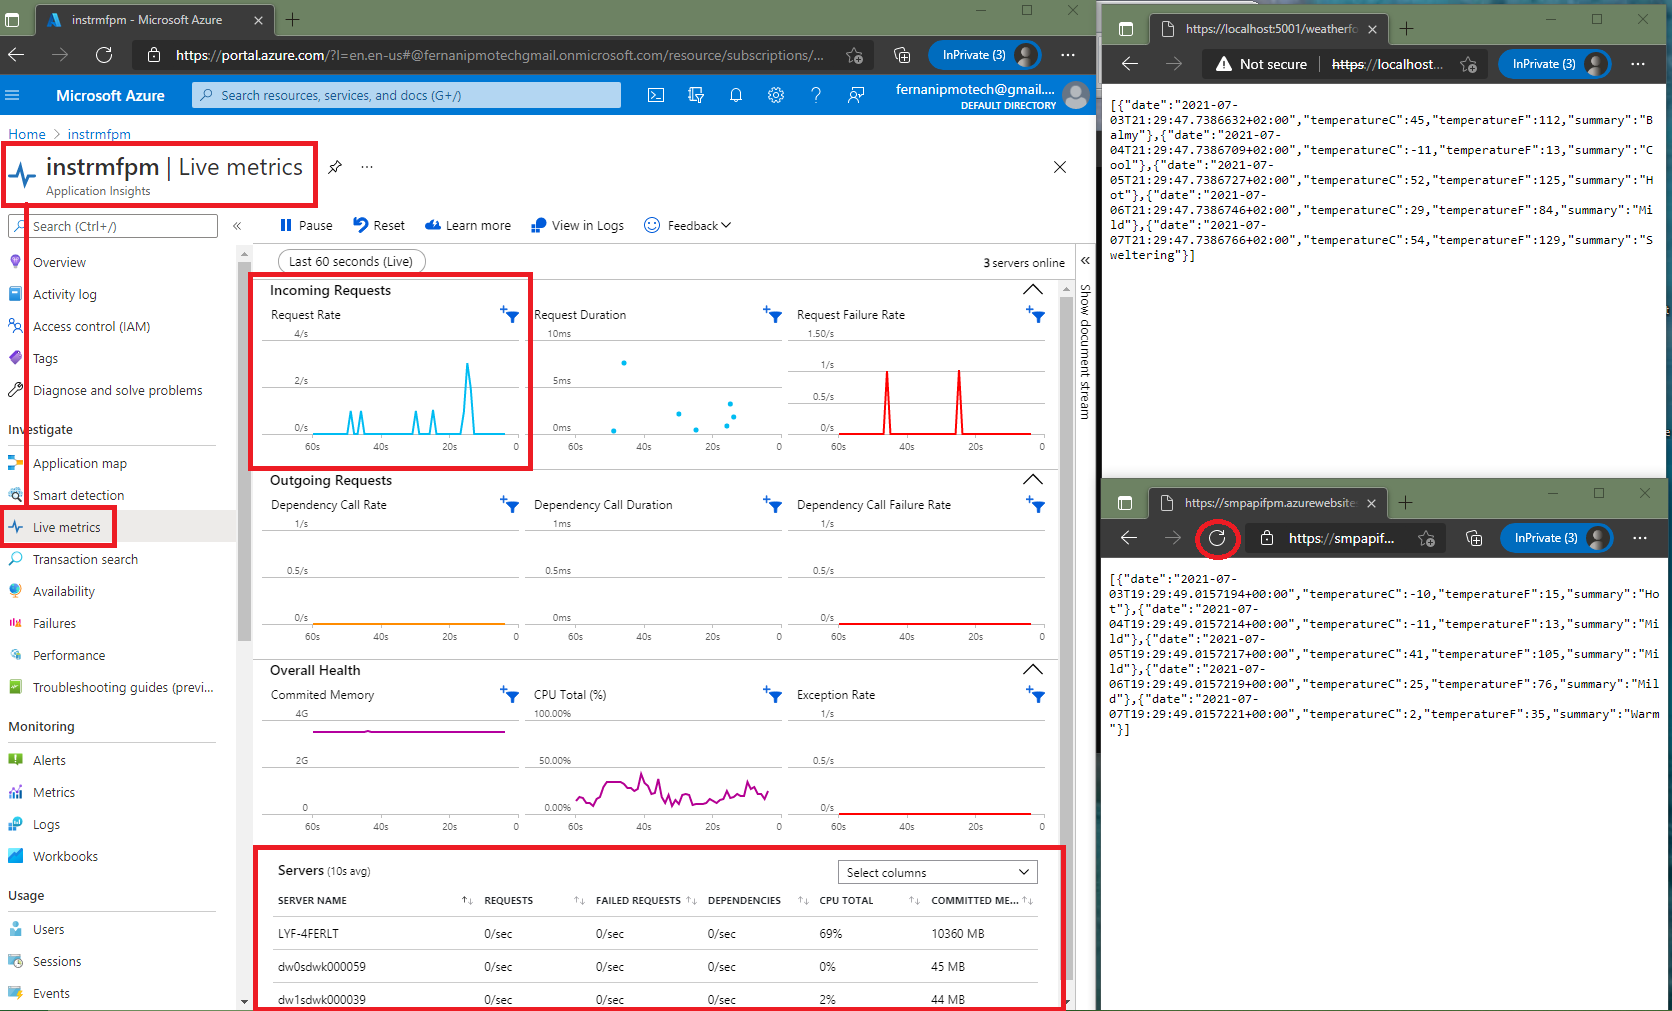 instrmfpm - Microsoft Azure
https://portal.azure.com/?l=en.en-us#@fernanipmotechgmail.onmicrosoft.com/resource/subscriptions/...
InPrivate (3)
Microsoft Azure
Search resources, services, and docs (G+/)
fernanipmotech@gmail....
DEFAULT DIRECTORY
Home > instrmfpm
instrmfpm | Live metrics
Application Insights
Search (Ctrl+/)
Overview
Activity log
Access control (IAM)
Tags
Diagnose and solve problems
Investigate
Application map
Smart detection
Live metrics
Transaction search
Availability
Failures
Performance
Troubleshooting guides (previ...
Monitoring
Alerts
Metrics
Logs
Workbooks
Usage
Users
Sessions
Events
Pause
Reset
Learn more
View in Logs
Feedback
Last 60 seconds (Live)
3 servers online
Show document stream
Incoming Requests
Request Rate
4/s
2/s
0/s
60s 40s 20s 0
Request Duration
10ms
5ms
0ms
60s 40s 20s 0
Request Failure Rate
1.50/s
1/s
0.5/s
0/s
60s 40s 20s 0
Outgoing Requests
Dependency Call Rate
1/s
0.5/s
0/s
60s 40s 20s 0
Dependency Call Duration
1ms
0.5ms
0ms
60s 40s 20s 0
Dependency Call Failure Rate
1/s
0.5/s
0/s
60s 40s 20s 0
Overall Health
Commited Memory
4G
2G
0
60s 40s 20s 0
CPU Total (%)
100.00%
50.00%
0.00%
60s 40s 20s 0
Exception Rate
1/s
0.5/s
0/s
60s 40s 20s 0
Servers (10s avg)
Select columns
SERVER NAME REQUESTS FAILED REQUESTS DEPENDENCIES CPU TOTAL COMMITTED ME...
LYF-4FERLT 0/sec 0/sec 0/sec 69% 10360 MB
dw0sdwk000059 0/sec 0/sec 0/sec 0% 45 MB
dw1sdwk000039 0/sec 0/sec 0/sec 2% 44 MB
https://localhost:5001/weatherfo
Not secure
https://localhost...
InPrivate (3)
[{"date":"2021-07-
03T21:29:47.7386632+02:00","temperatureC":45,"temperatureF":112,"summary":"B
almy"},{"date":"2021-07-
04T21:29:47.7386709+02:00","temperatureC":-11,"temperatureF":13,"summary":"C
ool"},{"date":"2021-07-
05T21:29:47.7386727+02:00","temperatureC":52,"temperatureF":125,"summary":"H
ot"},{"date":"2021-07-
06T21:29:47.7386746+02:00","temperatureC":29,"temperatureF":84,"summary":"Mi
ld"},{"date":"2021-07-
07T21:29:47.7386766+02:00","temperatureC":54,"temperatureF":129,"summary":"S
weltering"}]
https://smpapifpm.azurewebsite
https://smpapif...
InPrivate (3)
[{"date":"2021-07-
03T19:29:49.0157194+00:00","temperatureC":-10,"temperatureF":15,"summary":"Ho
t"},{"date":"2021-07-
04T19:29:49.0157214+00:00","temperatureC":-11,"temperatureF":13,"summary":"Mi
ld"},{"date":"2021-07-
05T19:29:49.0157217+00:00","temperatureC":41,"temperatureF":105,"summary":"Mi
ld"},{"date":"2021-07-
06T19:29:49.0157219+00:00","temperatureC":25,"temperatureF":76,"summary":"Mil
d"},{"date":"2021-07-
07T19:29:49.0157221+00:00","temperatureC":2,"temperatureF":35,"summary":"Warm
"}]